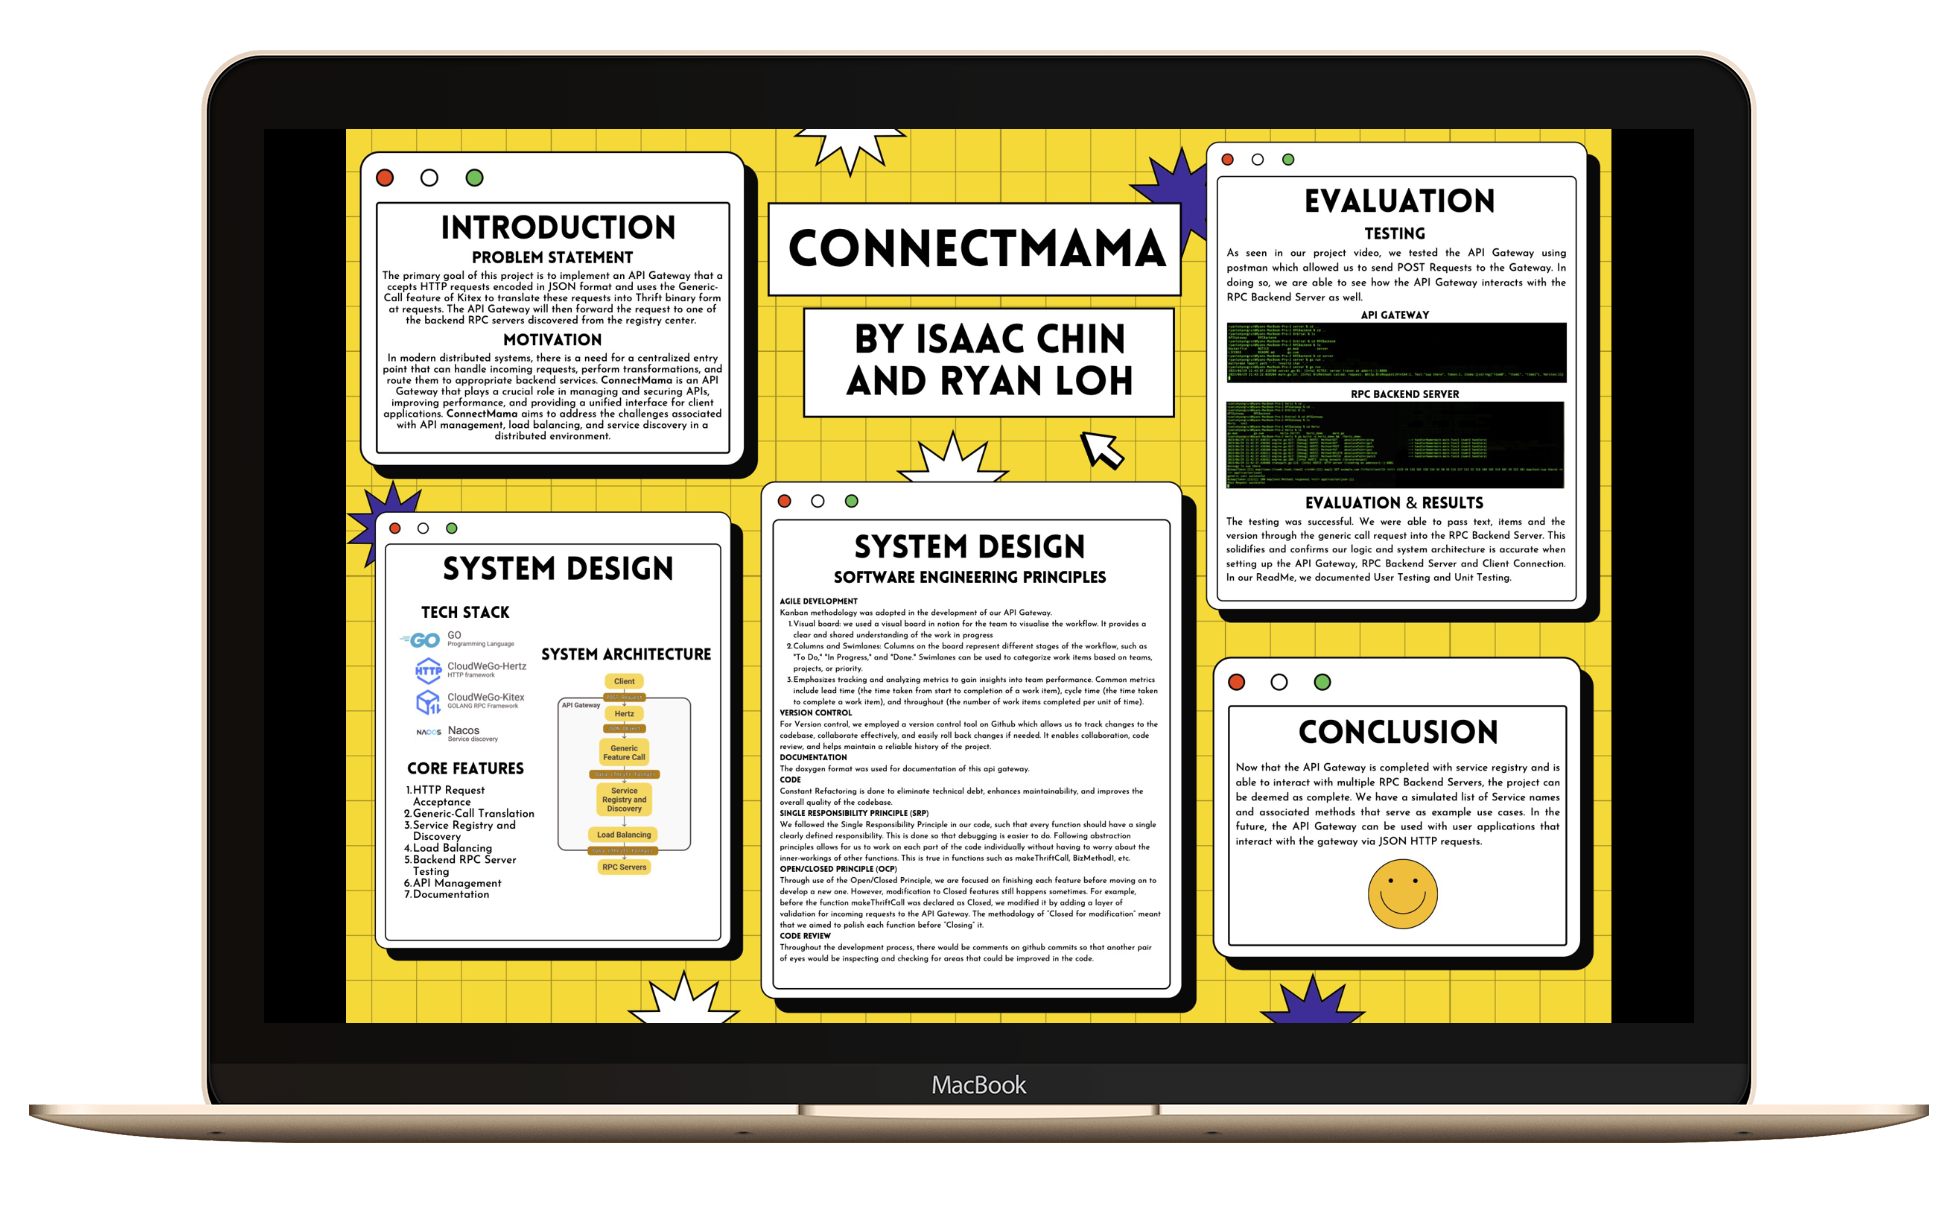 INTRODUCTION
PROBLEM STATEMENT
The primary goal of this project is to implement an API Gateway that a
ccepts HTTP requests encoded in JSON format and uses the Generic-
Call feature of Kitex to translate these requests into Thrift binary form
at requests. The API Gateway will then forward the request to one of
the backend RPC servers discovered from the registry center.
MOTIVATION
In modern distributed systems, there is a need for a centralized entry
point that can handle incoming requests, perform transformations, and
route them to appropriate backend services. ConnectMama is an API
Gateway that plays a crucial role in managing and securing APIs,
improving performance, and providing a unified interface for client
applications. ConnectMama aims to address the challenges associated
with API management, load balancing, and service discovery in a
distributed environment.
CONNECTMAMA
BY ISAAC CHIN
AND RYAN LOH
SYSTEM DESIGN
TECH STACK
GO
GO
Programming Language
HTTP
CloudWeGo-Hertz
HTTP framework
CloudWeGo-Kitex
GOLANG RPC Framework
NACOS
Nacos
Service discovery
CORE FEATURES
1.HTTP Request
Acceptance
2.Generic-Call Translation
3.Service Registry and
Discovery
4.Load Balancing
5.Backend RPC Server
Testing
6.API Management
7.Documentation
SYSTEM ARCHITECTURE
Client
API Gateway
Hertz
Generic
Feature Call
Service
Registry and
Discovery
Load Balancing
RPC Servers
SYSTEM DESIGN
SOFTWARE ENGINEERING PRINCIPLES
AGILE DEVELOPMENT
Kanban methodology was adopted in the development of our API Gateway.
1.Visual board: we used a visual board in notion for the team to visualise the workflow. It provides a
clear and shared understanding of the work in progress
2.Columns and Swimlanes: Columns on the board represent different stages of the workflow, such as
"To Do," "In Progress," and "Done." Swimlanes can be used to categorize work items based on teams,
projects, or priority.
3.Emphasizes tracking and analyzing metrics to gain insights into team performance. Common metrics
include lead time (the time taken from start to completion of a work item), cycle time (the time taken
to complete a work item), and throughout (the number of work items completed per unit of time).
VERSION CONTROL
For Version control, we employed a version control tool on Github which allows us to track changes to the
codebase, collaborate effectively, and easily roll back changes if needed. It enables collaboration, code
review, and helps maintain a reliable history of the project.
DOCUMENTATION
The doxygen format was used for documentation of this api gateway.
CODE
Constant Refactoring is done to eliminate technical debt, enhances maintainability, and improves the
overall quality of the codebase.
SINGLE RESPONSIBILITY PRINCIPLE (SRP)
We followed the Single Responsibility Principle in our code, such that every function should have a single
clearly defined responsibility. This is done so that debugging is easier to do. Following abstraction
principles allows for us to work on each part of the code individually without having to worry about the
inner-workings of other functions. This is true in functions such as makeThriftCall, BizMethod1, etc.
OPEN/CLOSED PRINCIPLE (OCP)
Through use of the Open/Closed Principle, we are focused on finishing each feature before moving on to
develop a new one. However, modification to Closed features still happens sometimes. For example,
before the function makeThriftCall was declared as Closed, we modified it by adding a layer of
validation for incoming requests to the API Gateway. The methodology of "Closed for modification" meant
that we aimed to polish each function before "Closing" it.
CODE REVIEW
Throughout the development process, there would be comments on github commits so that another pair
of eyes would be inspecting and checking for areas that could be improved in the code.
EVALUATION
TESTING
As seen in our project video, we tested the API Gateway using
postman which allowed us to send POST Requests to the Gateway. In
doing so, we are able to see how the API Gateway interacts with the
RPC Backend Server as well.
API GATEWAY
RPC BACKEND SERVER
EVALUATION & RESULTS
The testing was successful. We were able to pass text, items and the
version through the generic call request into the RPC Backend Server. This
solidifies and confirms our logic and system architecture is accurate when
setting up the API Gateway, RPC Backend Server and Client Connection.
In our ReadMe, we documented User Testing and Unit Testing.
CONCLUSION
Now that the API Gateway is completed with service registry and is
able to interact with multiple RPC Backend Servers, the project can
be deemed as complete. We have a simulated list of Service names
and associated methods that serve as example use cases. In the
future, the API Gateway can be used with user applications that
interact with the gateway via JSON HTTP requests.
MacBook